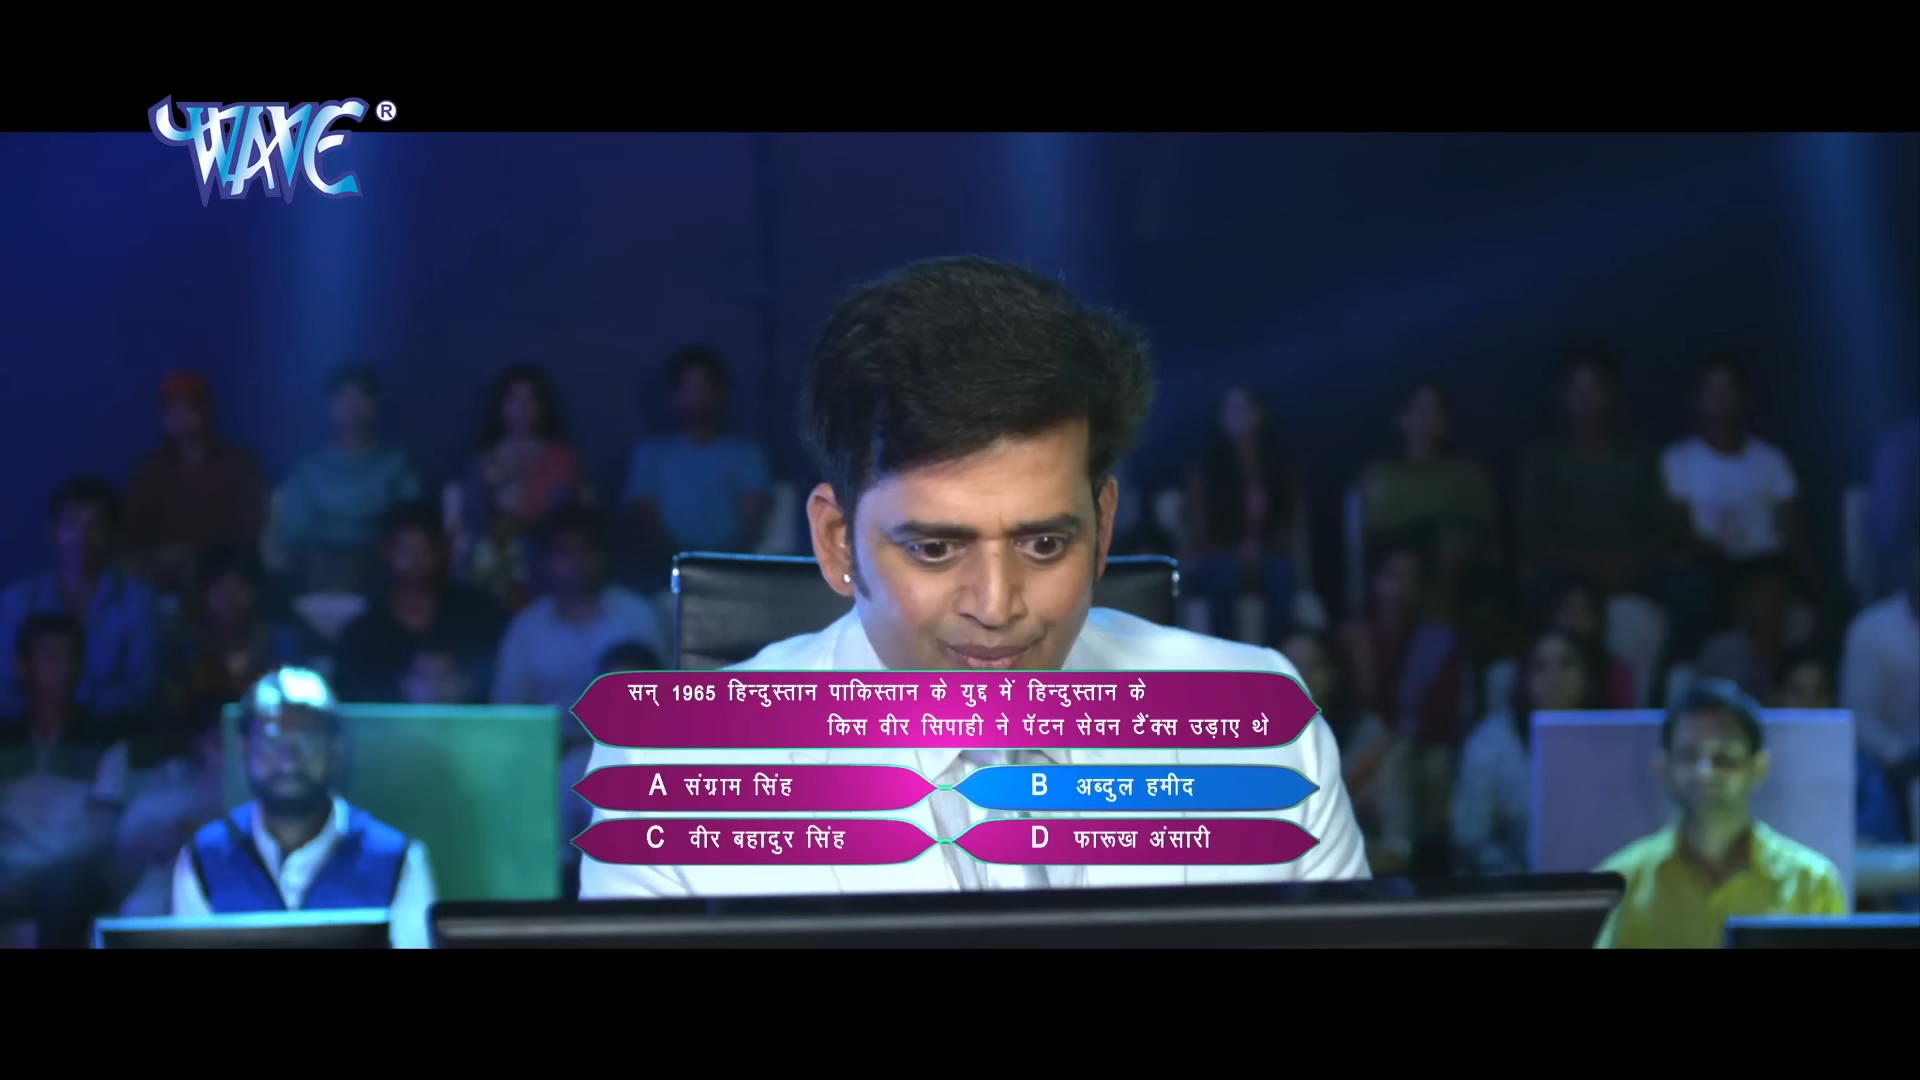 WAVE ®
सन् 1965 हिन्दुस्तान पाकिस्तान के युद्द में हिन्दुस्तान के
किस वीर सिपाही ने पॅटन सेवन टैंक्स उड़ाए थे
A संग्राम सिंह
B अब्दुल हमीद
C वीर बहादुर सिंह
D फारूख अंसारी